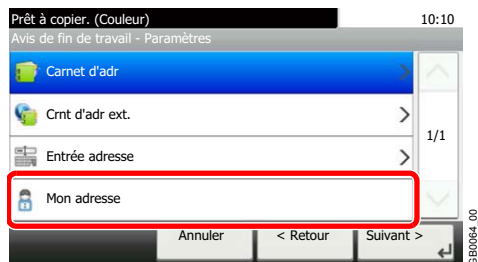 Prêt à copier. (Couleur) 10:10
Avis de fin de travail - Paramètres
Carnet d'adr
Crnt d'adr ext.
1/1
Entrée adresse
Mon adresse
Annuler < Retour Suivant >
GB0064_00